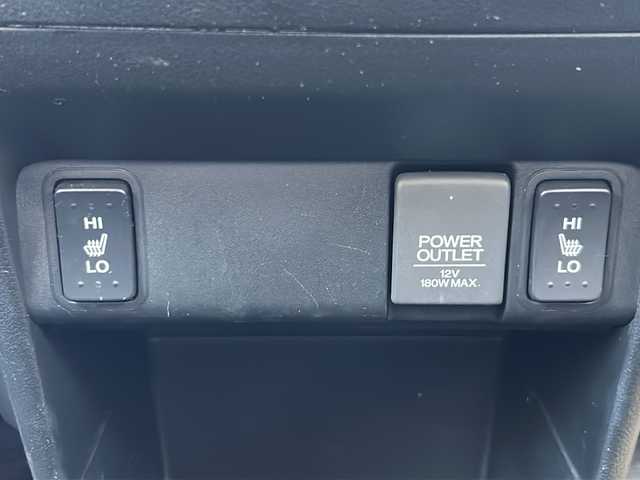 HI
LO
POWER
OUTLET
12V
180W MAX.
HI
LO